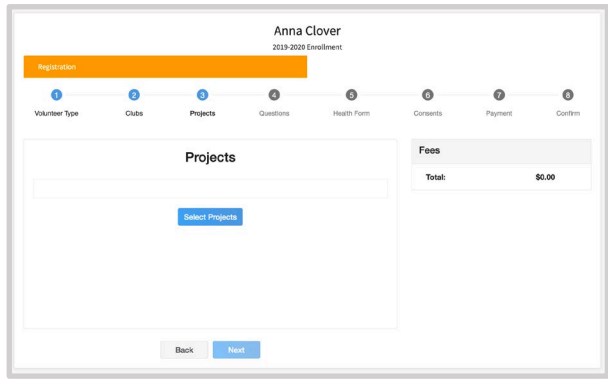 Anna Clover
2019-2020 Enrollment
Registration
1 2 3 4 5 6 7 8
Volunteer Type Clubs Projects Questions Health Form Consents Payment Confirm
Projects
Select Projects
Fees
Total: $0.00
Back Next